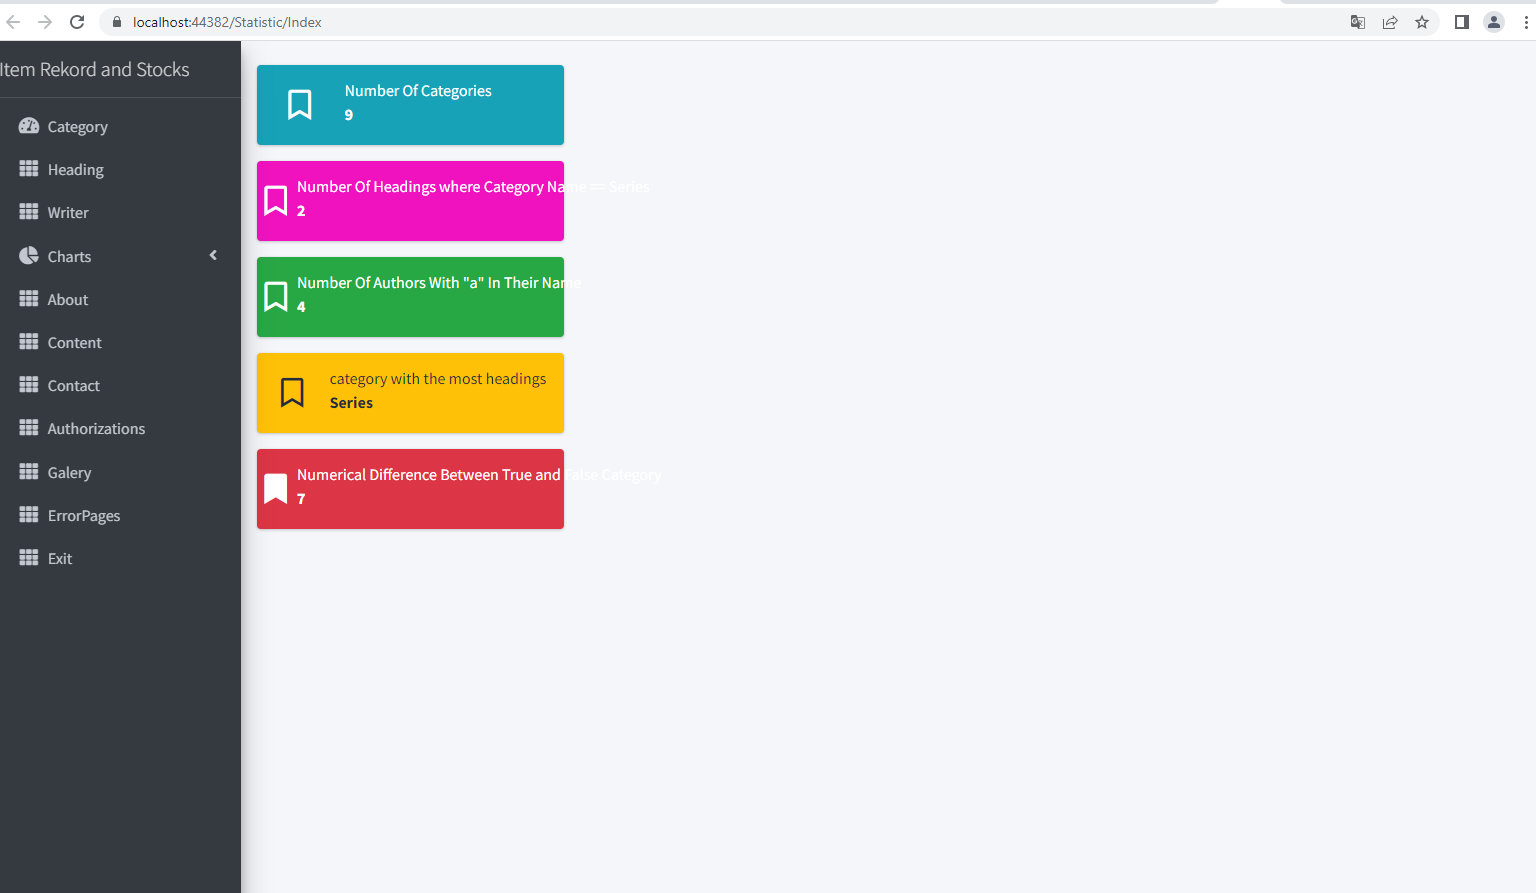 localhost:44382/Statistic/Index
Item Rekord and Stocks
Category
Heading
Writer
Charts
About
Content
Contact
Authorizations
Galery
ErrorPages
Exit
Number Of Categories
9
Number Of Headings where Category Name == Series
2
Number Of Authors With "a" In Their Name
4
category with the most headings
Series
Numerical Difference Between True and False Category
7